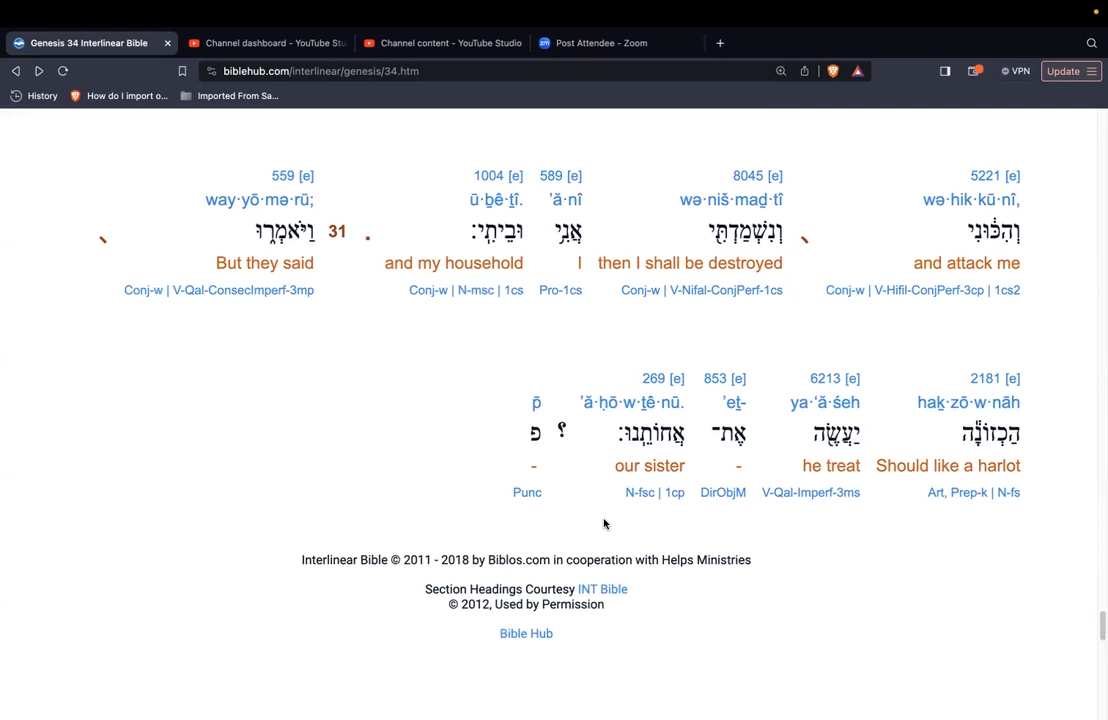 Genesis 34 Interlinear Bible
Channel dashboard - YouTube Stu
Channel content - YouTube Studio
Post Attendee - Zoom
biblehub.com/interlinear/genesis/34.htm
VPN
Update
History
How do I import o...
Imported From Sa...
559 [e] 1004 [e] 589 [e] 8045 [e] 5221 [e]
way·yō·mə·rū; ū·ḇê·ṯî. ’ă·nî wə·niš·maḏ·tî wə·hik·kū·nî,
וְהִכּ֔וּנִי 、 וְנִשְׁמַדְתִּ֖י אֲנִ֥י וּבֵיתִֽי׃ . 31 וַיֹּאמְר֑וּ 、
But they said and my household I then I shall be destroyed and attack me
Conj-w | V-Qal-ConsecImperf-3mp Conj-w | N-msc | 1cs Pro-1cs Conj-w | V-Nifal-ConjPerf-1cs Conj-w | V-Hifil-ConjPerf-3cp | 1cs2
269 [e] 853 [e] 6213 [e] 2181 [e]
p̄ ’ă·ḥō·w·ṯê·nū. ’eṯ- ya·‘ă·śeh haḵ·zō·w·nāh
הַכְזוֹנָ֕ה יַעֲשֶׂ֖ה אֶת־ אֲחוֹתֵֽנוּ׃ ؟ פ
- our sister - he treat Should like a harlot
Punc N-fsc | 1cp DirObjM V-Qal-Imperf-3ms Art, Prep-k | N-fs
Interlinear Bible © 2011 - 2018 by Biblos.com in cooperation with Helps Ministries
Section Headings Courtesy INT Bible
© 2012, Used by Permission
Bible Hub